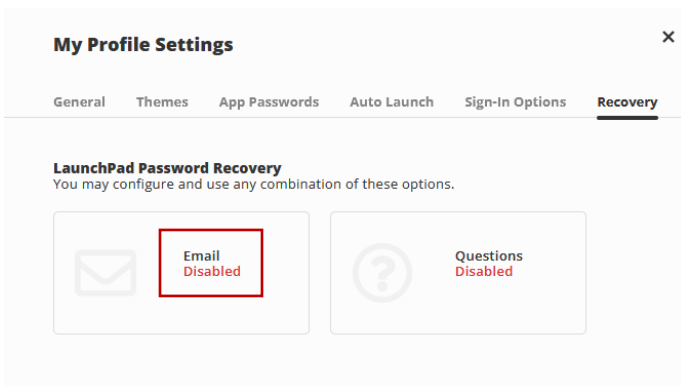 My Profile Settings
General Themes App Passwords Auto Launch Sign-In Options Recovery
LaunchPad Password Recovery
You may configure and use any combination of these options.
Email
Disabled
Questions
Disabled